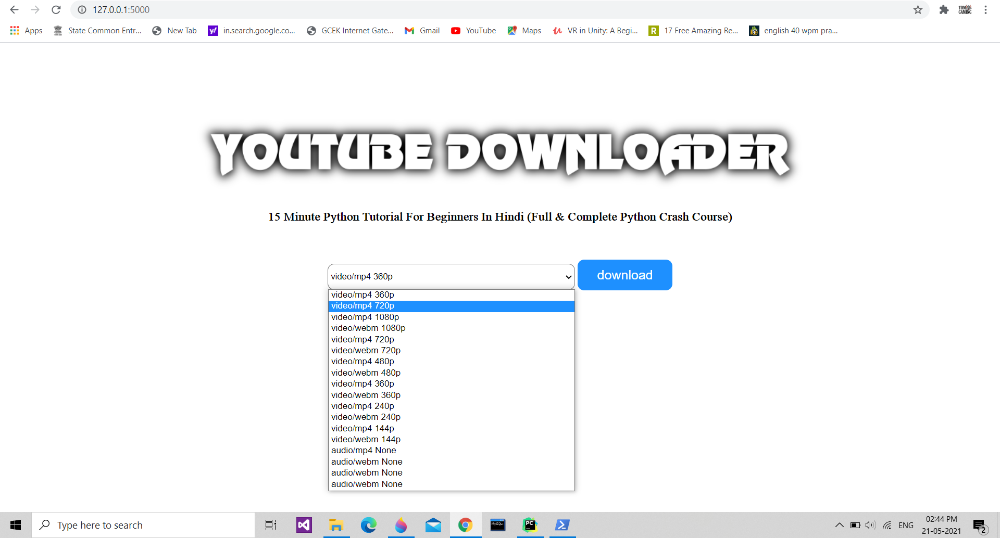 127.0.0.1:5000
TOM GAMING
Apps State Common Entr... New Tab in.search.google.co... GCEK Internet Gate... Gmail YouTube Maps VR in Unity: A Begi... R 17 Free Amazing Re... english 40 wpm pra...
YOUTUBE DOWNLOADER
15 Minute Python Tutorial For Beginners In Hindi (Full & Complete Python Crash Course)
video/mp4 360p download
video/mp4 360p
video/mp4 720p
video/mp4 1080p
video/webm 1080p
video/mp4 720p
video/webm 720p
video/mp4 480p
video/webm 480p
video/mp4 360p
video/webm 360p
video/mp4 240p
video/webm 240p
video/mp4 144p
video/webm 144p
audio/mp4 None
audio/webm None
audio/webm None
audio/webm None
Type here to search MySQL PC ENG 02:44 PM
21-05-2021 2